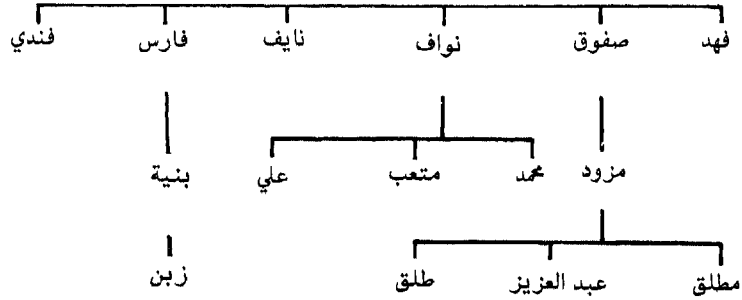 فهد صفوق نواف نايف فارس فندي
مزود محمد متعب علي بنية
مطلق عبد العزيز طلق زبن